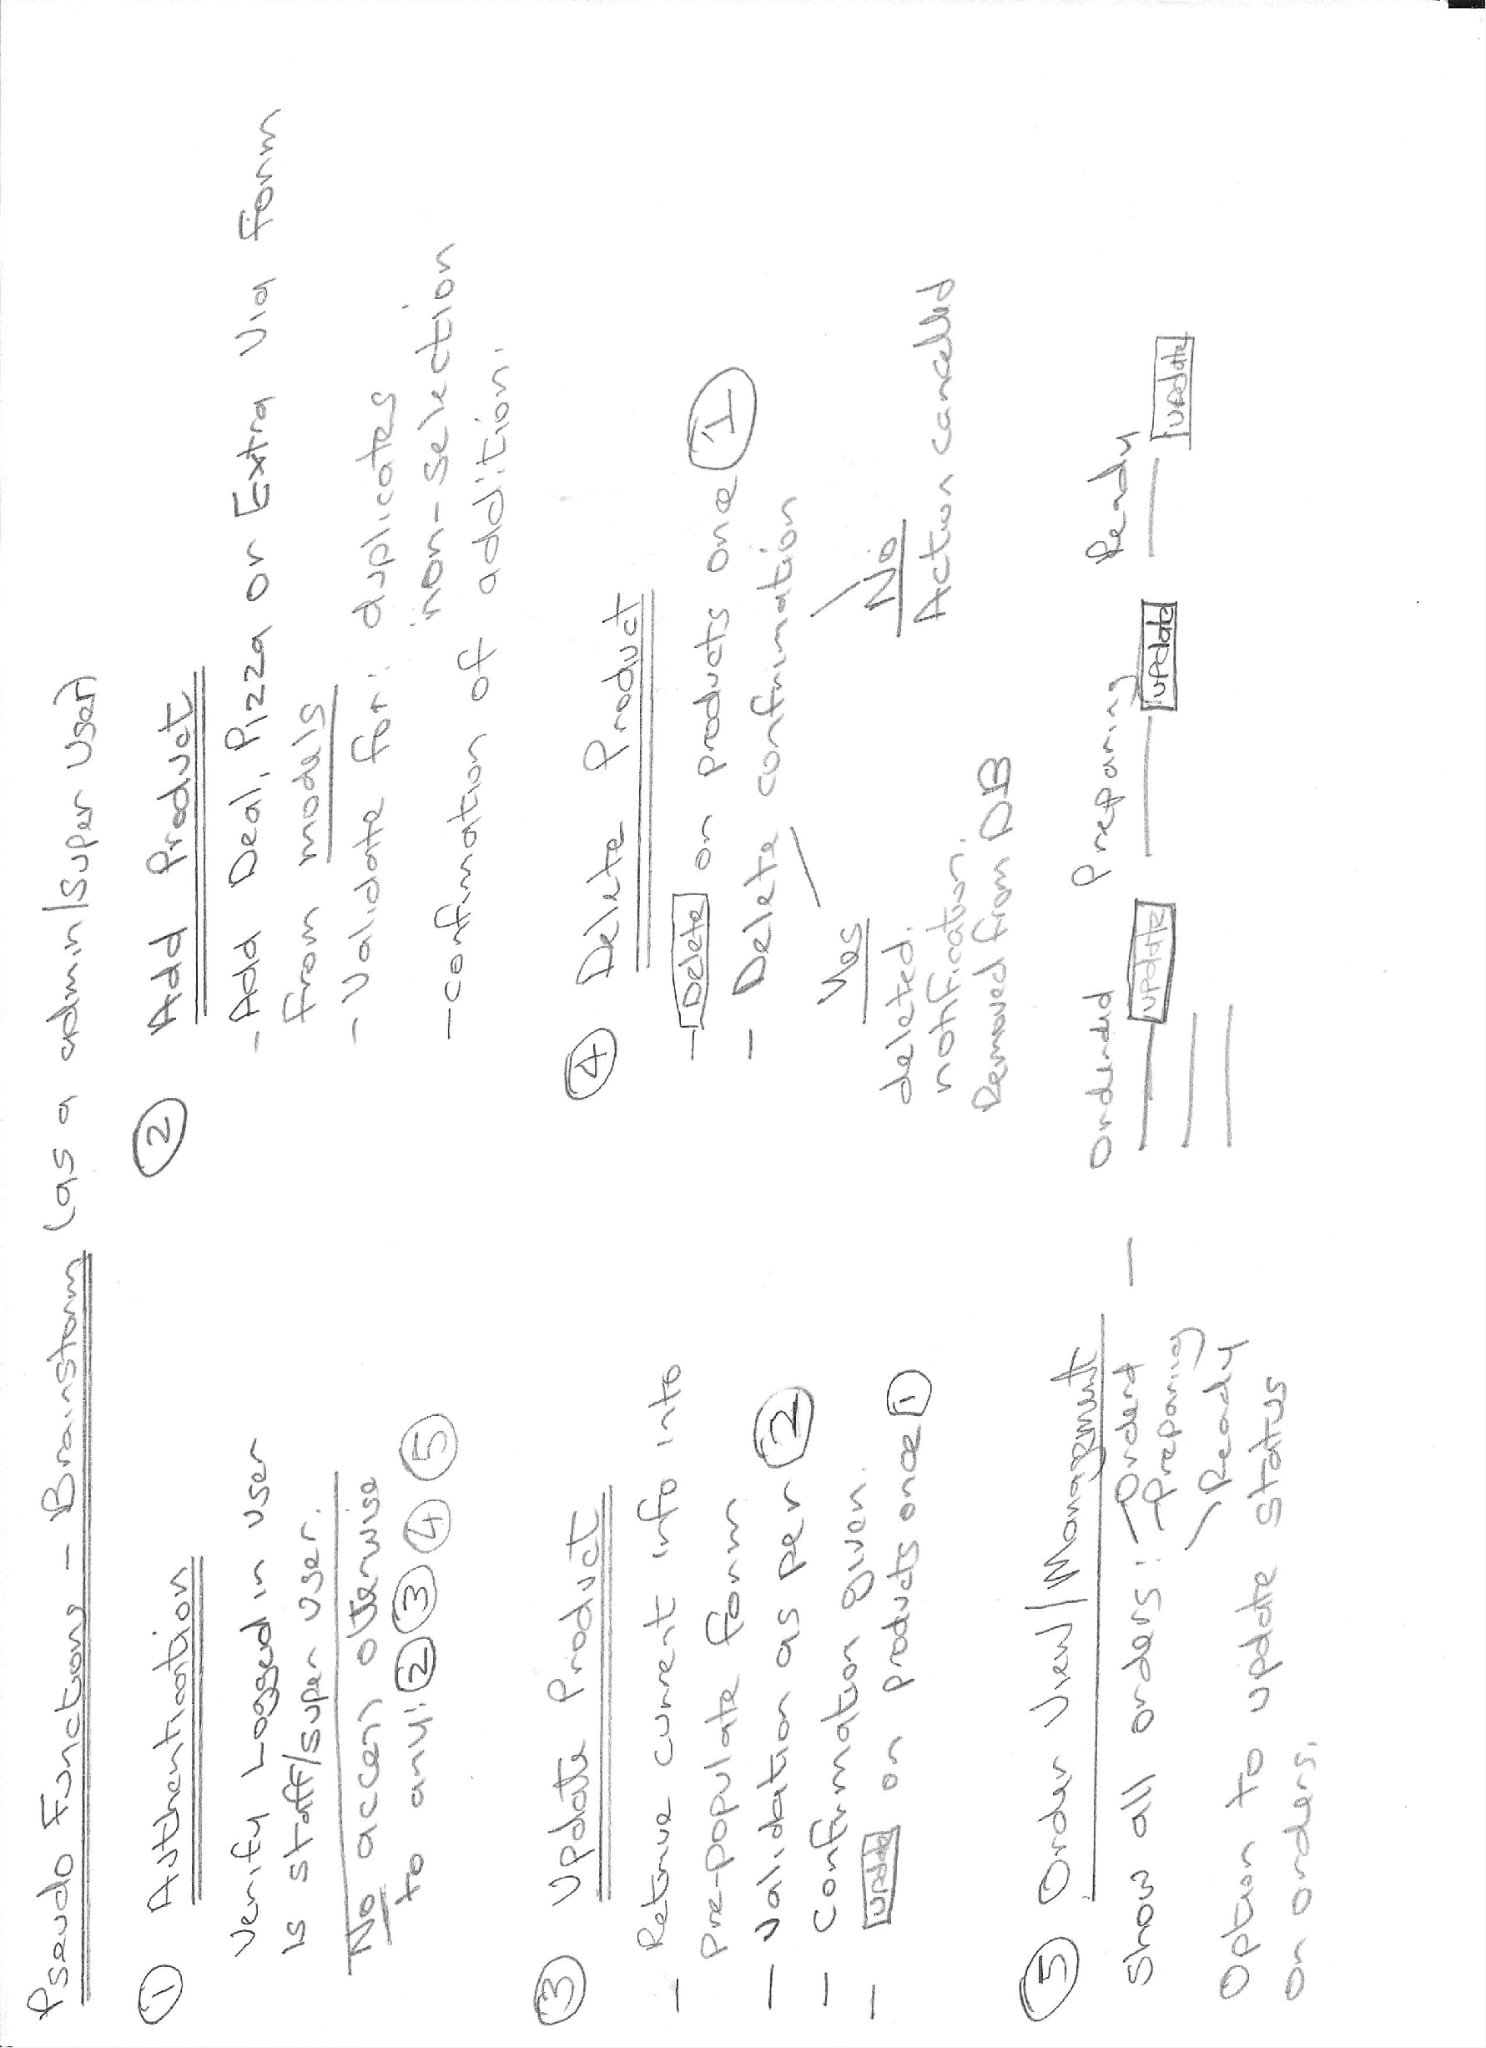 Pseudo Functions - Brainstorm (as a admin/super user)
① Authentication
Verify Logged in user
is staff/super user.
No access otherwise
to any: ② ③ ④ ⑤
② Add Product
- Add Deal, Pizza or Extra Via form
from models
- Validate for: duplicates
non-selection
- confimation of addition.
③ Update Product
- Retrive current info into
pre-populate form
- Validation as per ②
- Confirmation given.
- Update on products once ①
④ Delete Product
- Delete on products once ①
- Delete confrimation
Yes
deleted.
notification.
Removed from DB
No
Action cancelled
⑤ Order View/Management
Show all orders: - Orderd
- Preparing
Ready
Option to update status
on orders.
- Orderded
update
Preparing
update
Ready
update